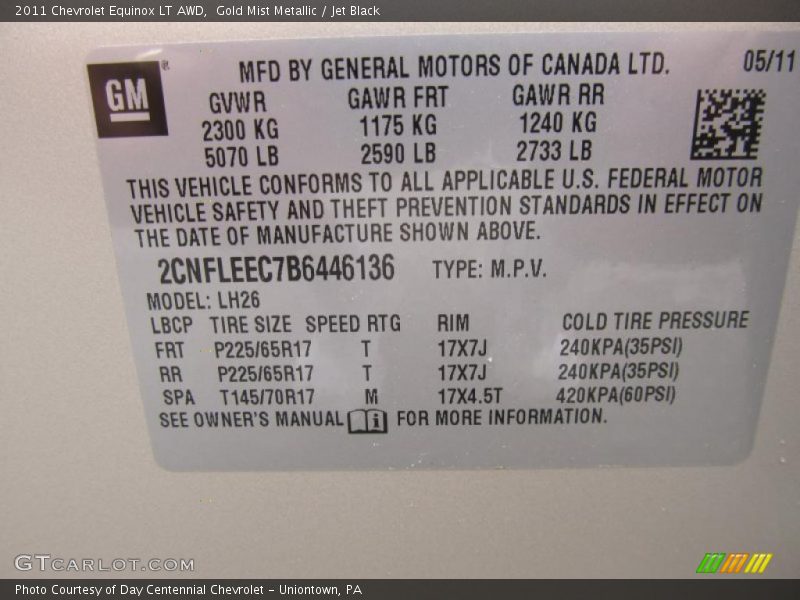 2011 Chevrolet Equinox LT AWD,  Gold Mist Metallic / Jet Black
GM®
MFD BY GENERAL MOTORS OF CANADA LTD. 05/11
GVWR GAWR FRT GAWR RR
2300 KG 1175 KG 1240 KG
5070 LB 2590 LB 2733 LB
THIS VEHICLE CONFORMS TO ALL APPLICABLE U.S. FEDERAL MOTOR
VEHICLE SAFETY AND THEFT PREVENTION STANDARDS IN EFFECT ON
THE DATE OF MANUFACTURE SHOWN ABOVE.
2CNFLEEC7B6446136 TYPE: M.P.V.
MODEL: LH26
LBCP TIRE SIZE SPEED RTG RIM COLD TIRE PRESSURE
FRT P225/65R17 T 17X7J 240KPA(35PSI)
RR P225/65R17 T 17X7J 240KPA(35PSI)
SPA T145/70R17 M 17X4.5T 420KPA(60PSI)
SEE OWNER'S MANUAL i FOR MORE INFORMATION.
GTCARLOT.COM
Photo Courtesy of Day Centennial Chevrolet – Uniontown, PA